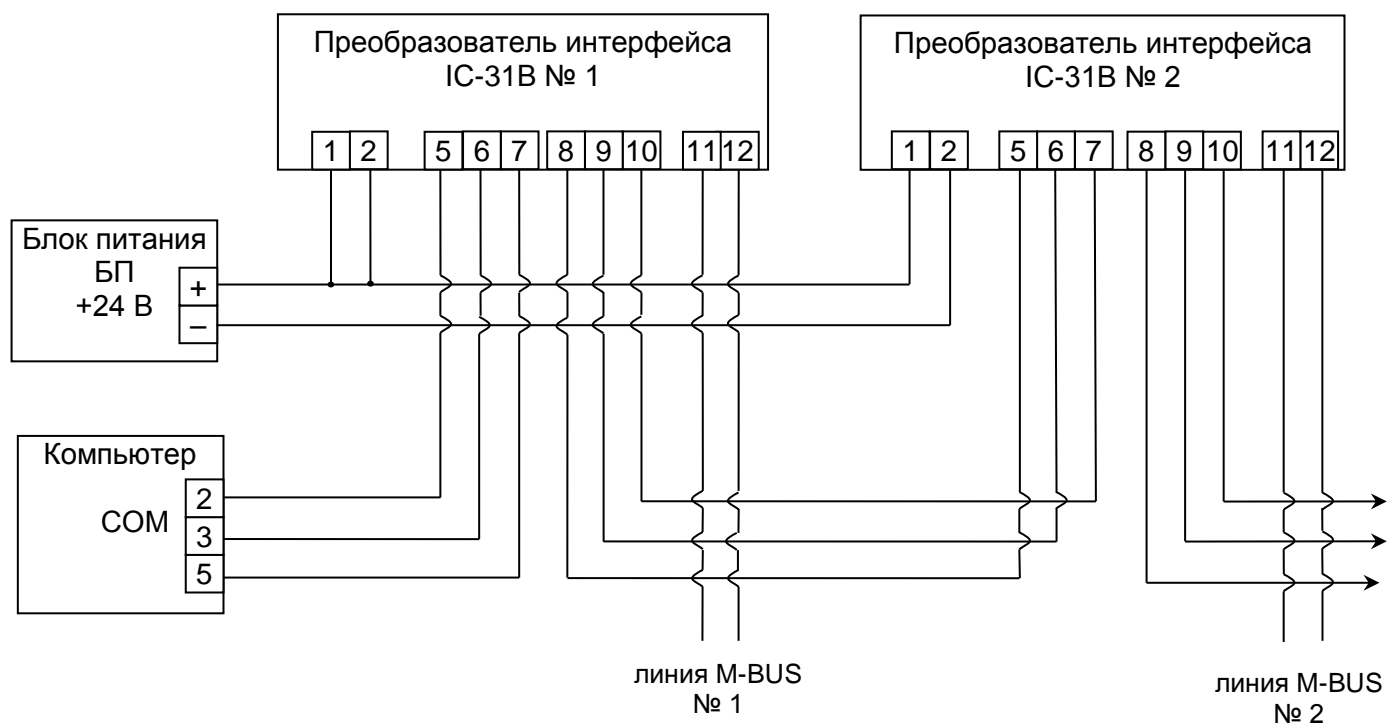 Преобразователь интерфейса
IC-31В № 1
1 2 5 6 7 8 9 10 11 12
Преобразователь интерфейса
IC-31В № 2
1 2 5 6 7 8 9 10 11 12
Блок питания
БП
+24 В
+
–
Компьютер
COM
2
3
5
линия M-BUS
№ 1
линия M-BUS
№ 2